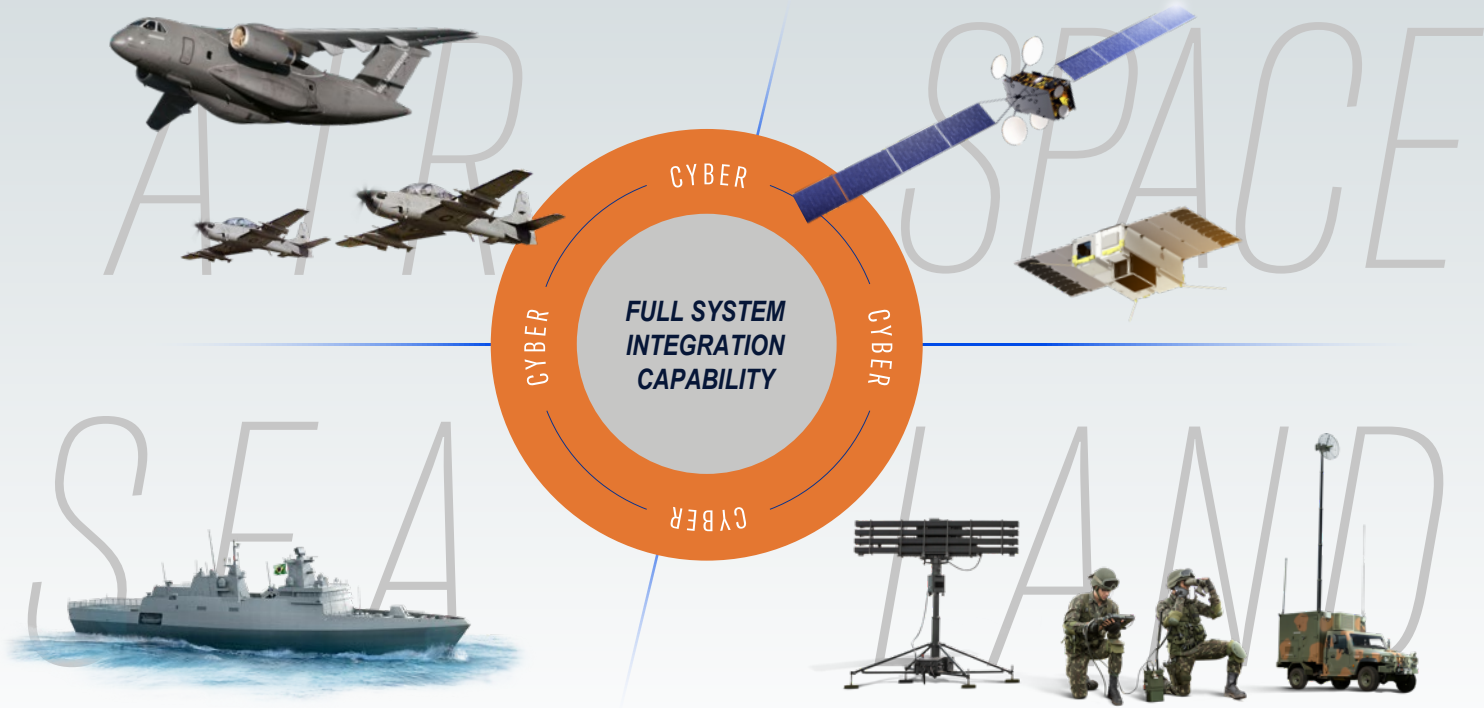 AIR
SPACE
CYBER
CYBER
FULL SYSTEM
INTEGRATION
CAPABILITY
CYBER
CYBER
SEA
LAND